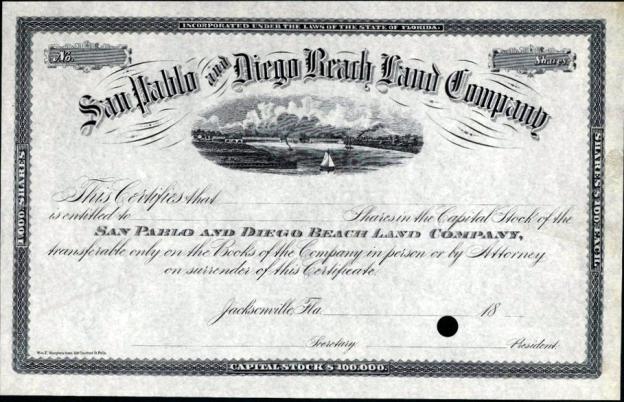 INCORPORATED UNDER THE LAWS OF THE STATE OF FLORIDA.
No.
Shares
San Pablo and Diego Beach Land Company
1,000 SHARES
SHARES $100 EACH.
This Certifies that
is entitled to Shares in the Capital Stock of the
SAN PABLO AND DIEGO BEACH LAND COMPANY,
transferable only on the Books of the Company in person or by Attorney
on surrender of this Certificate.
Jacksonville, Fla. 18
Secretary President
CAPITAL STOCK $100,000.